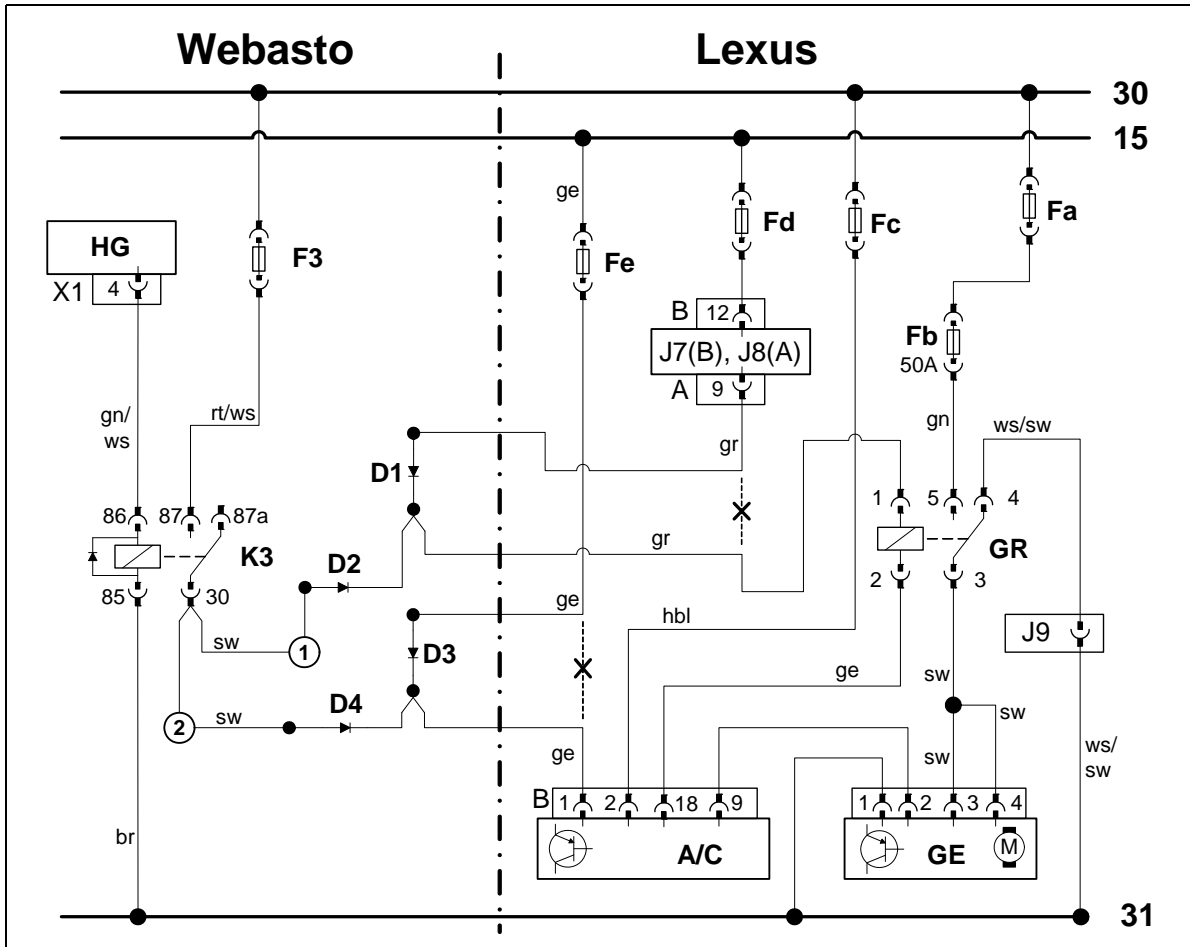 Webasto Lexus
30
15
ge
HG F3 Fe Fd Fc Fa
X1 4
B 12
J7(B), J8(A)
A 9
Fb
50A
gn/
ws
rt/ws
gr
gn
ws/sw
D1
86 87 87a
K3
85 30
D2
gr
1 5 4
GR
2 3
sw
1
ge
hbl
J9
D3
ge
sw
2
sw
D4
sw
sw
ge
ws/
sw
br
B 1 2 18 9
A/C
1 2 3 4
GE M
31